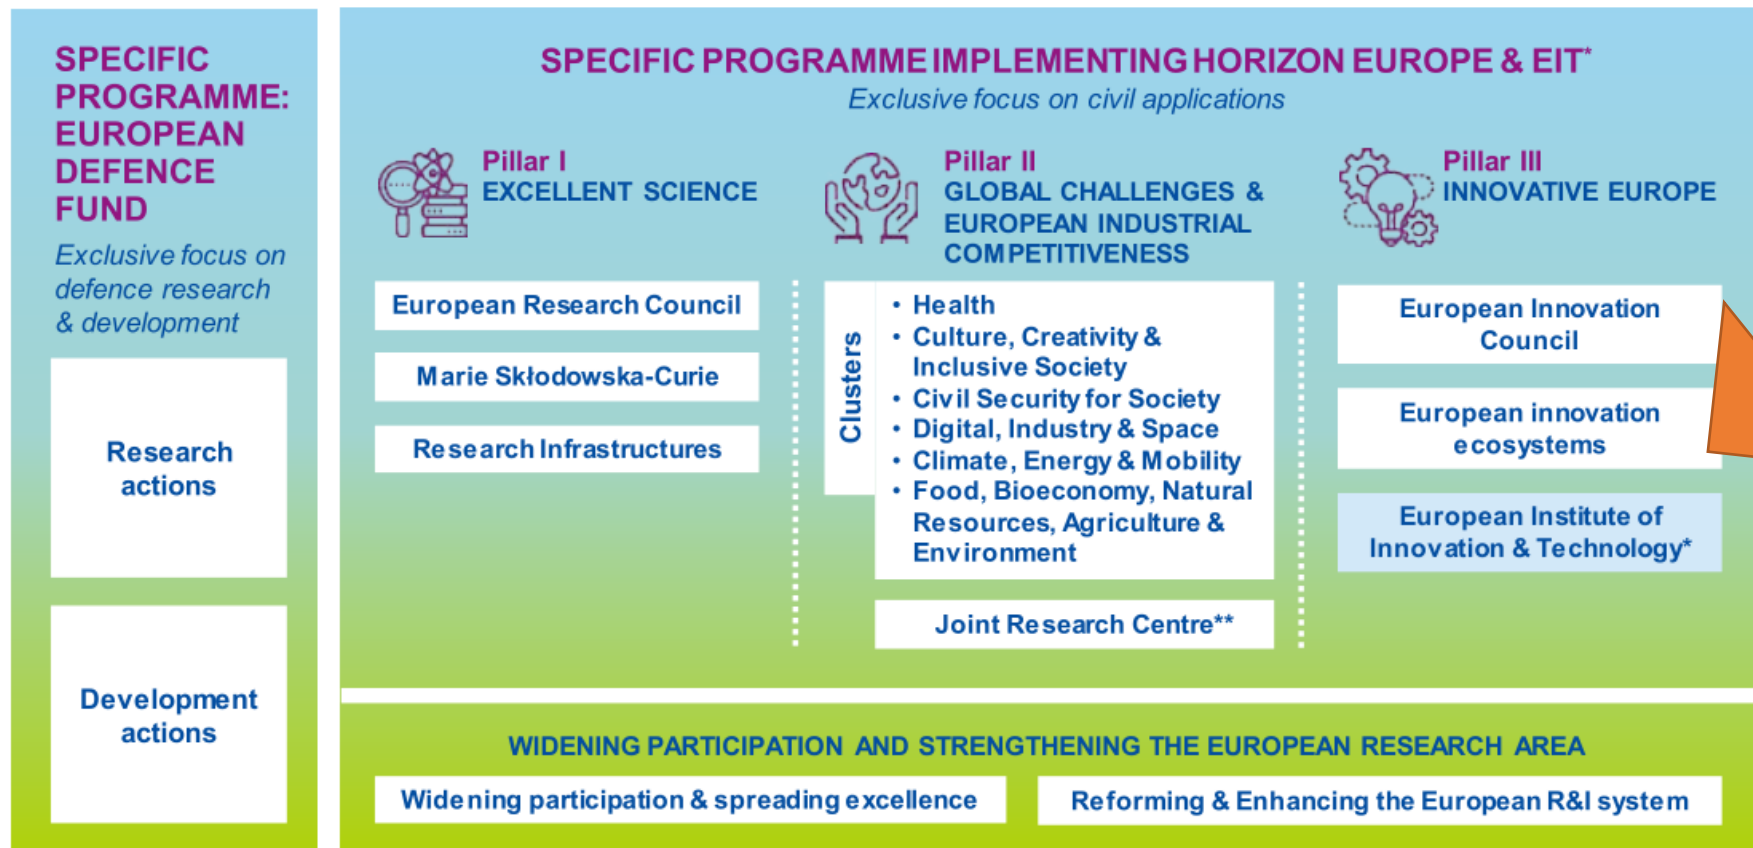 SPECIFIC
PROGRAMME:
EUROPEAN
DEFENCE
FUND
Exclusive focus on
defence research
& development
Research
actions
Development
actions
SPECIFIC PROGRAMME IMPLEMENTING HORIZON EUROPE & EIT*
Exclusive focus on civil applications
Pillar I
EXCELLENT SCIENCE
European Research Council
Marie Skłodowska-Curie
Research Infrastructures
Pillar II
GLOBAL CHALLENGES &
EUROPEAN INDUSTRIAL
COMPETITIVENESS
Clusters
• Health
• Culture, Creativity &
Inclusive Society
• Civil Security for Society
• Digital, Industry & Space
• Climate, Energy & Mobility
• Food, Bioeconomy, Natural
Resources, Agriculture &
Environment
Joint Research Centre**
Pillar III
INNOVATIVE EUROPE
European Innovation
Council
European innovation
ecosystems
European Institute of
Innovation & Technology*
WIDENING PARTICIPATION AND STRENGTHENING THE EUROPEAN RESEARCH AREA
Widening participation & spreading excellence
Reforming & Enhancing the European R&I system